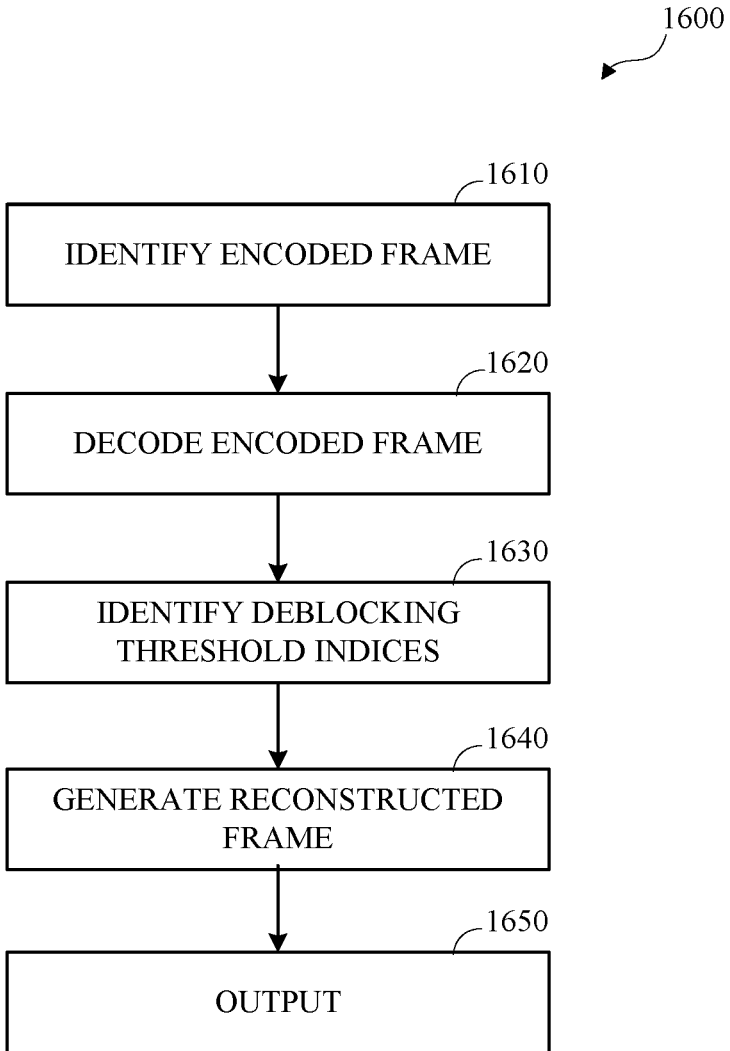 1600
1610
IDENTIFY ENCODED FRAME
1620
DECODE ENCODED FRAME
1630
IDENTIFY DEBLOCKING
THRESHOLD INDICES
1640
GENERATE RECONSTRUCTED
FRAME
1650
OUTPUT